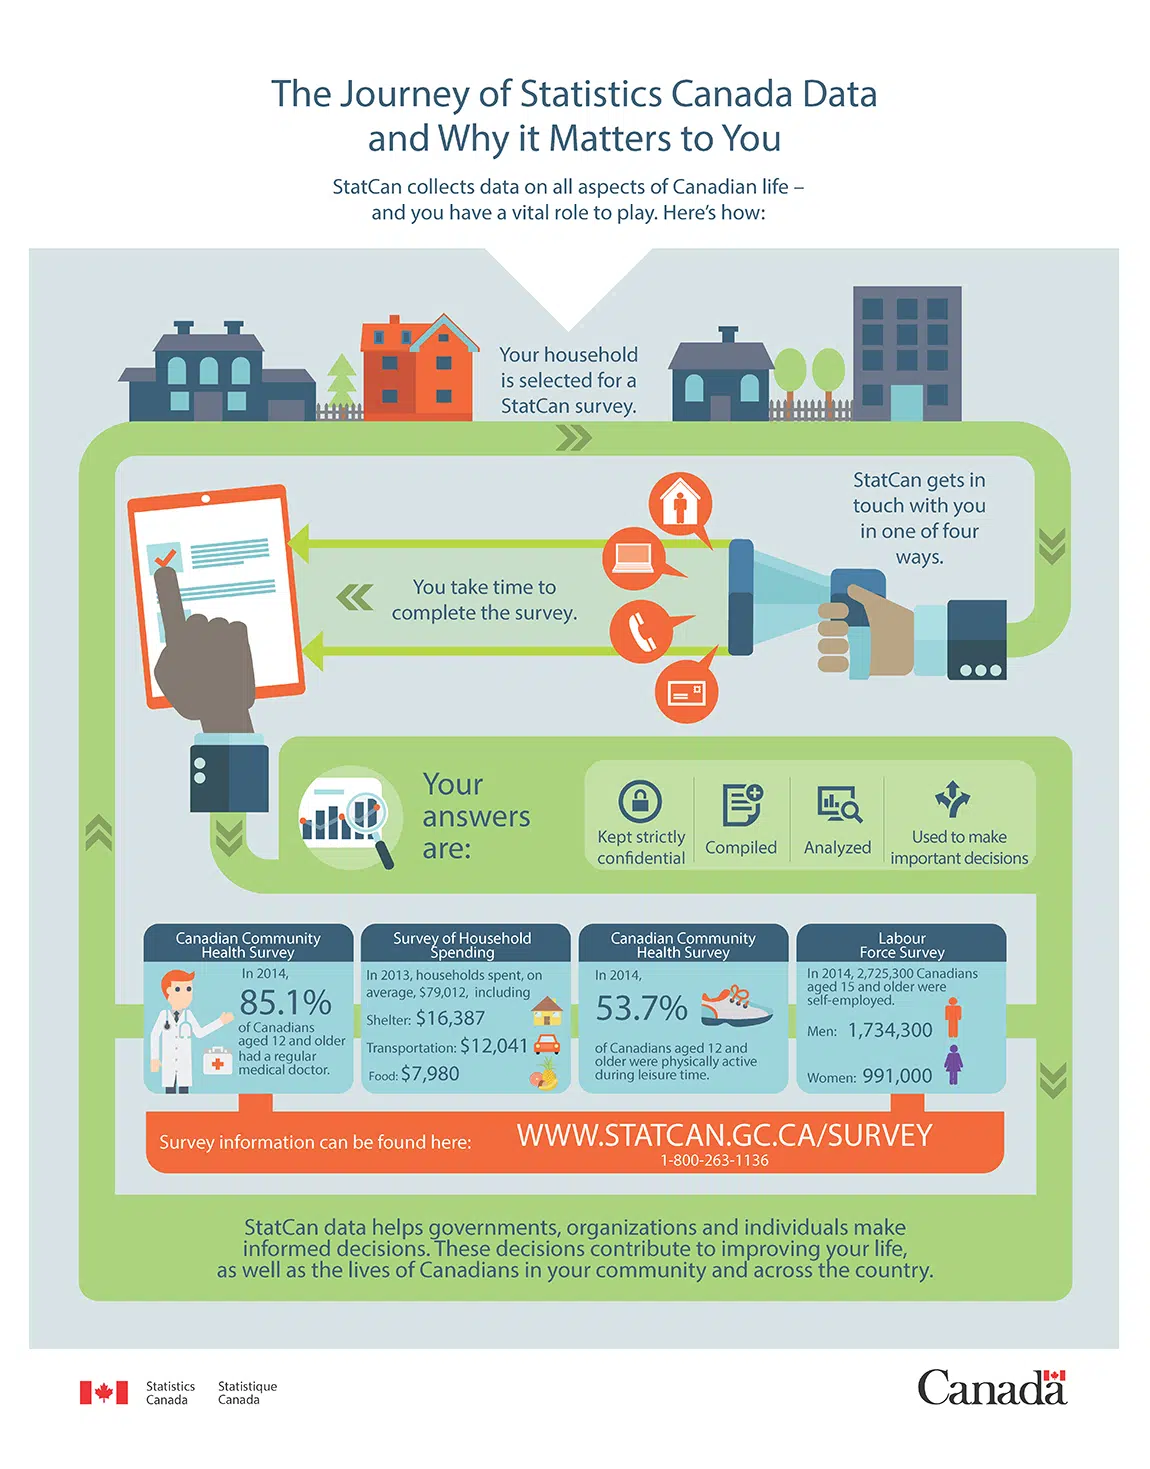 The Journey of Statistics Canada Data
and Why it Matters to You
StatCan collects data on all aspects of Canadian life –
and you have a vital role to play. Here's how:
Your household
is selected for a
StatCan survey.
StatCan gets in
touch with you
in one of four
ways.
You take time to
complete the survey.
Your
answers
are:
Kept strictly
confidential
Compiled
Analyzed
Used to make
important decisions
Canadian Community
Health Survey
In 2014,
85.1%
of Canadians
aged 12 and older
had a regular
medical doctor.
Survey of Household
Spending
In 2013, households spent, on
average, $79,012, including
Shelter: $16,387
Transportation: $12,041
Food: $7,980
Canadian Community
Health Survey
In 2014,
53.7%
of Canadians aged 12 and
older were physically active
during leisure time.
Labour
Force Survey
In 2014, 2,725,300 Canadians
aged 15 and older were
self-employed.
Men: 1,734,300
Women: 991,000
Survey information can be found here:
WWW.STATCAN.GC.CA/SURVEY
1-800-263-1136
StatCan data helps governments, organizations and individuals make
informed decisions. These decisions contribute to improving your life,
as well as the lives of Canadians in your community and across the country.
Statistics
Canada
Statistique
Canada
Canada